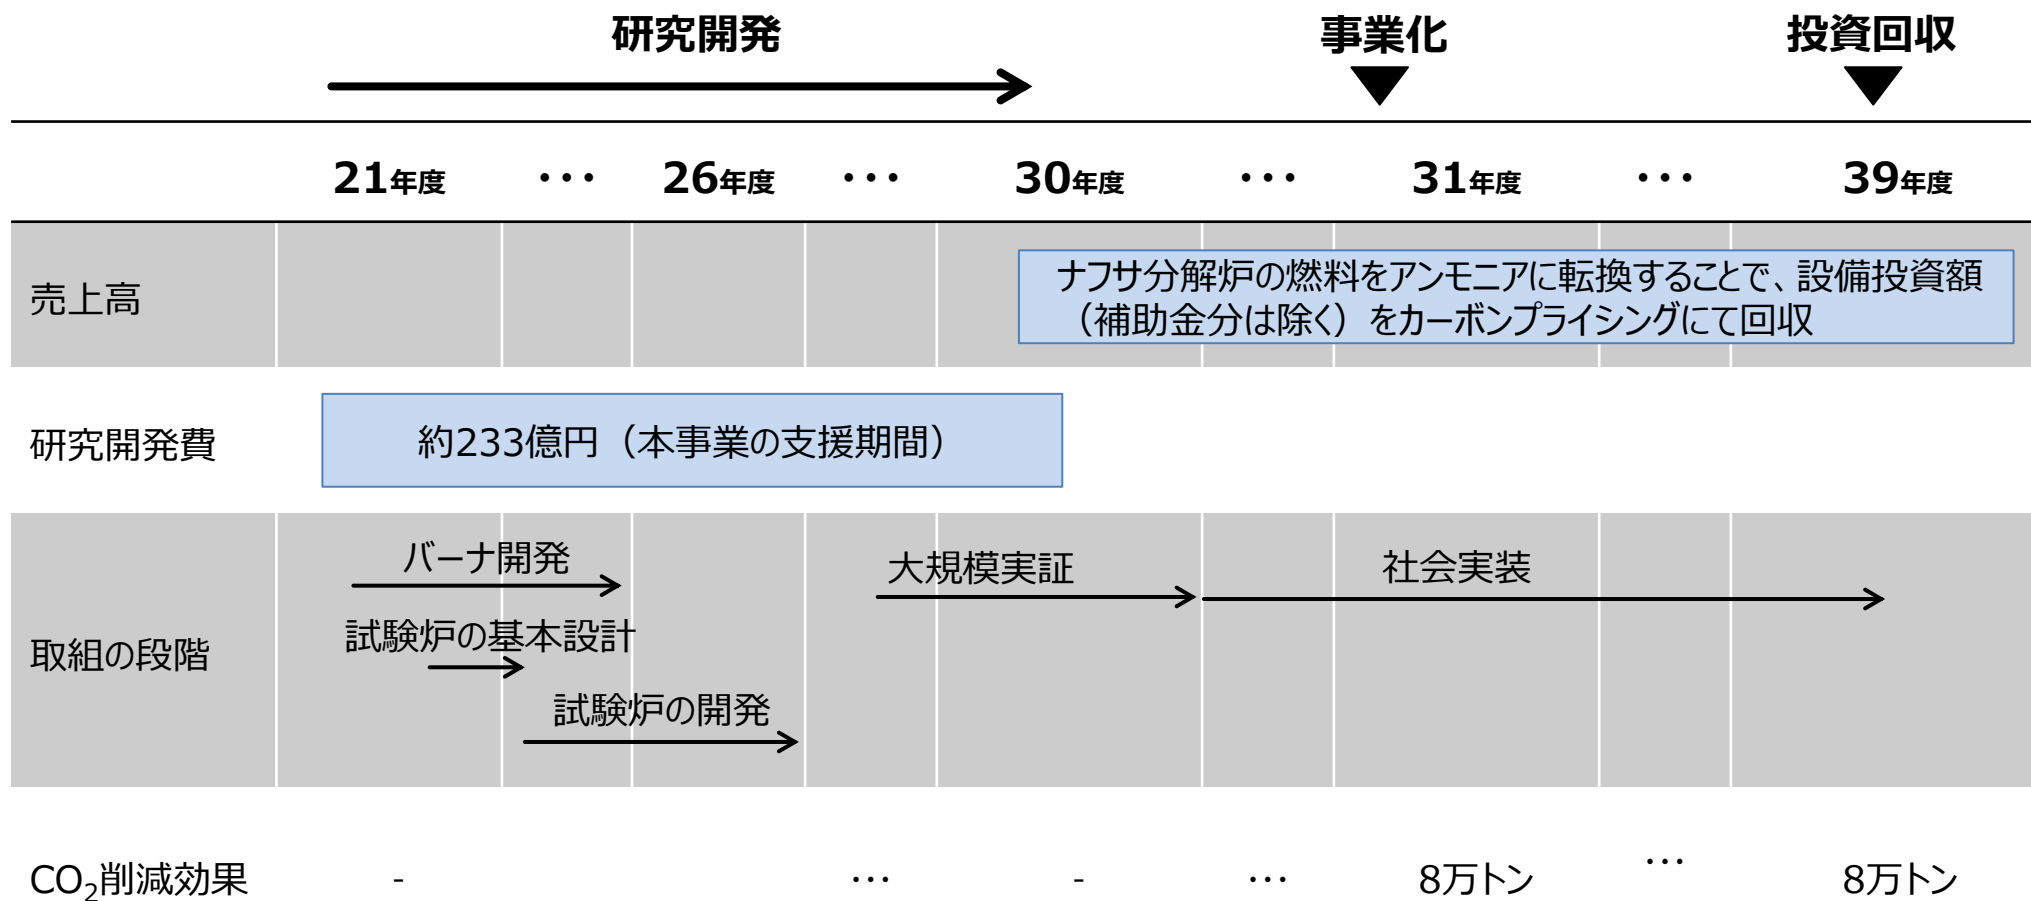 研究開発 事業化 投資回収
21年度 ・・・ 26年度 ・・・ 30年度 ・・・ 31年度 ・・・ 39年度
売上高
ナフサ分解炉の燃料をアンモニアに転換することで、設備投資額
（補助金分は除く）をカーボンプライシングにて回収
研究開発費
約233億円（本事業の支援期間）
取組の段階
バーナ開発
大規模実証
社会実装
試験炉の基本設計
試験炉の開発
CO₂削減効果 - … - … 8万トン … 8万トン